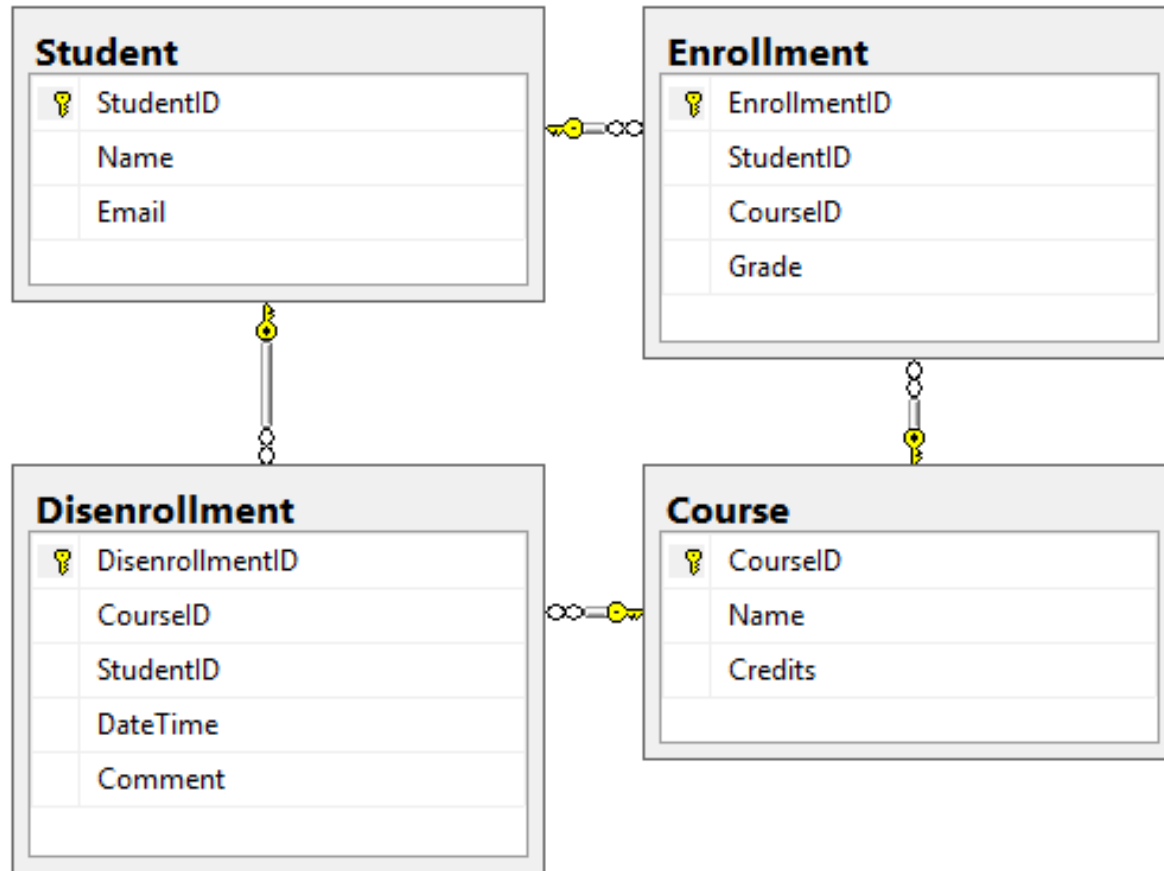 Student
StudentID
Name
Email
Enrollment
EnrollmentID
StudentID
CourseID
Grade
Disenrollment
DisenrollmentID
CourseID
StudentID
DateTime
Comment
Course
CourseID
Name
Credits